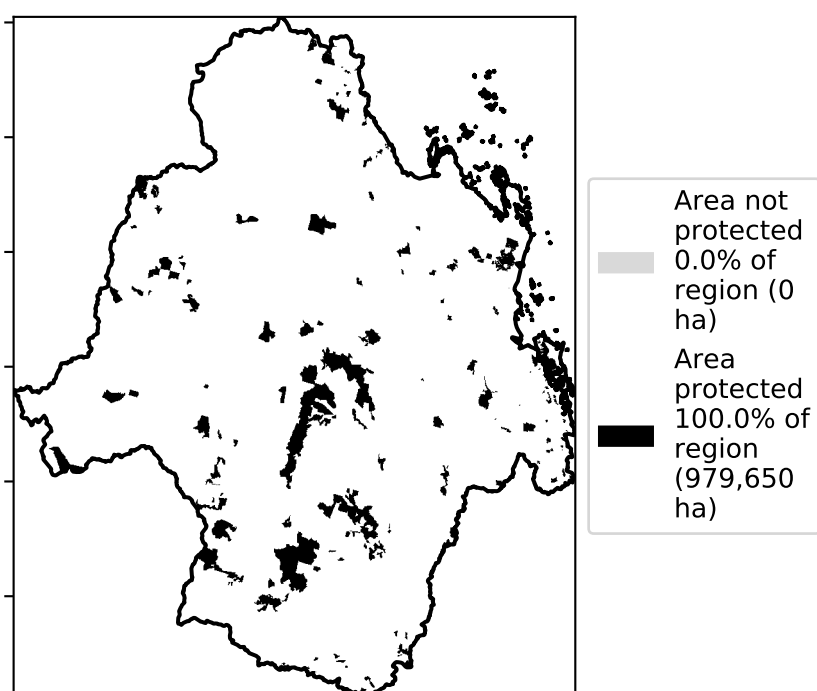 Area not
protected
0.0% of
region (0
ha)
Area
protected
100.0% of
region
(979,650
ha)